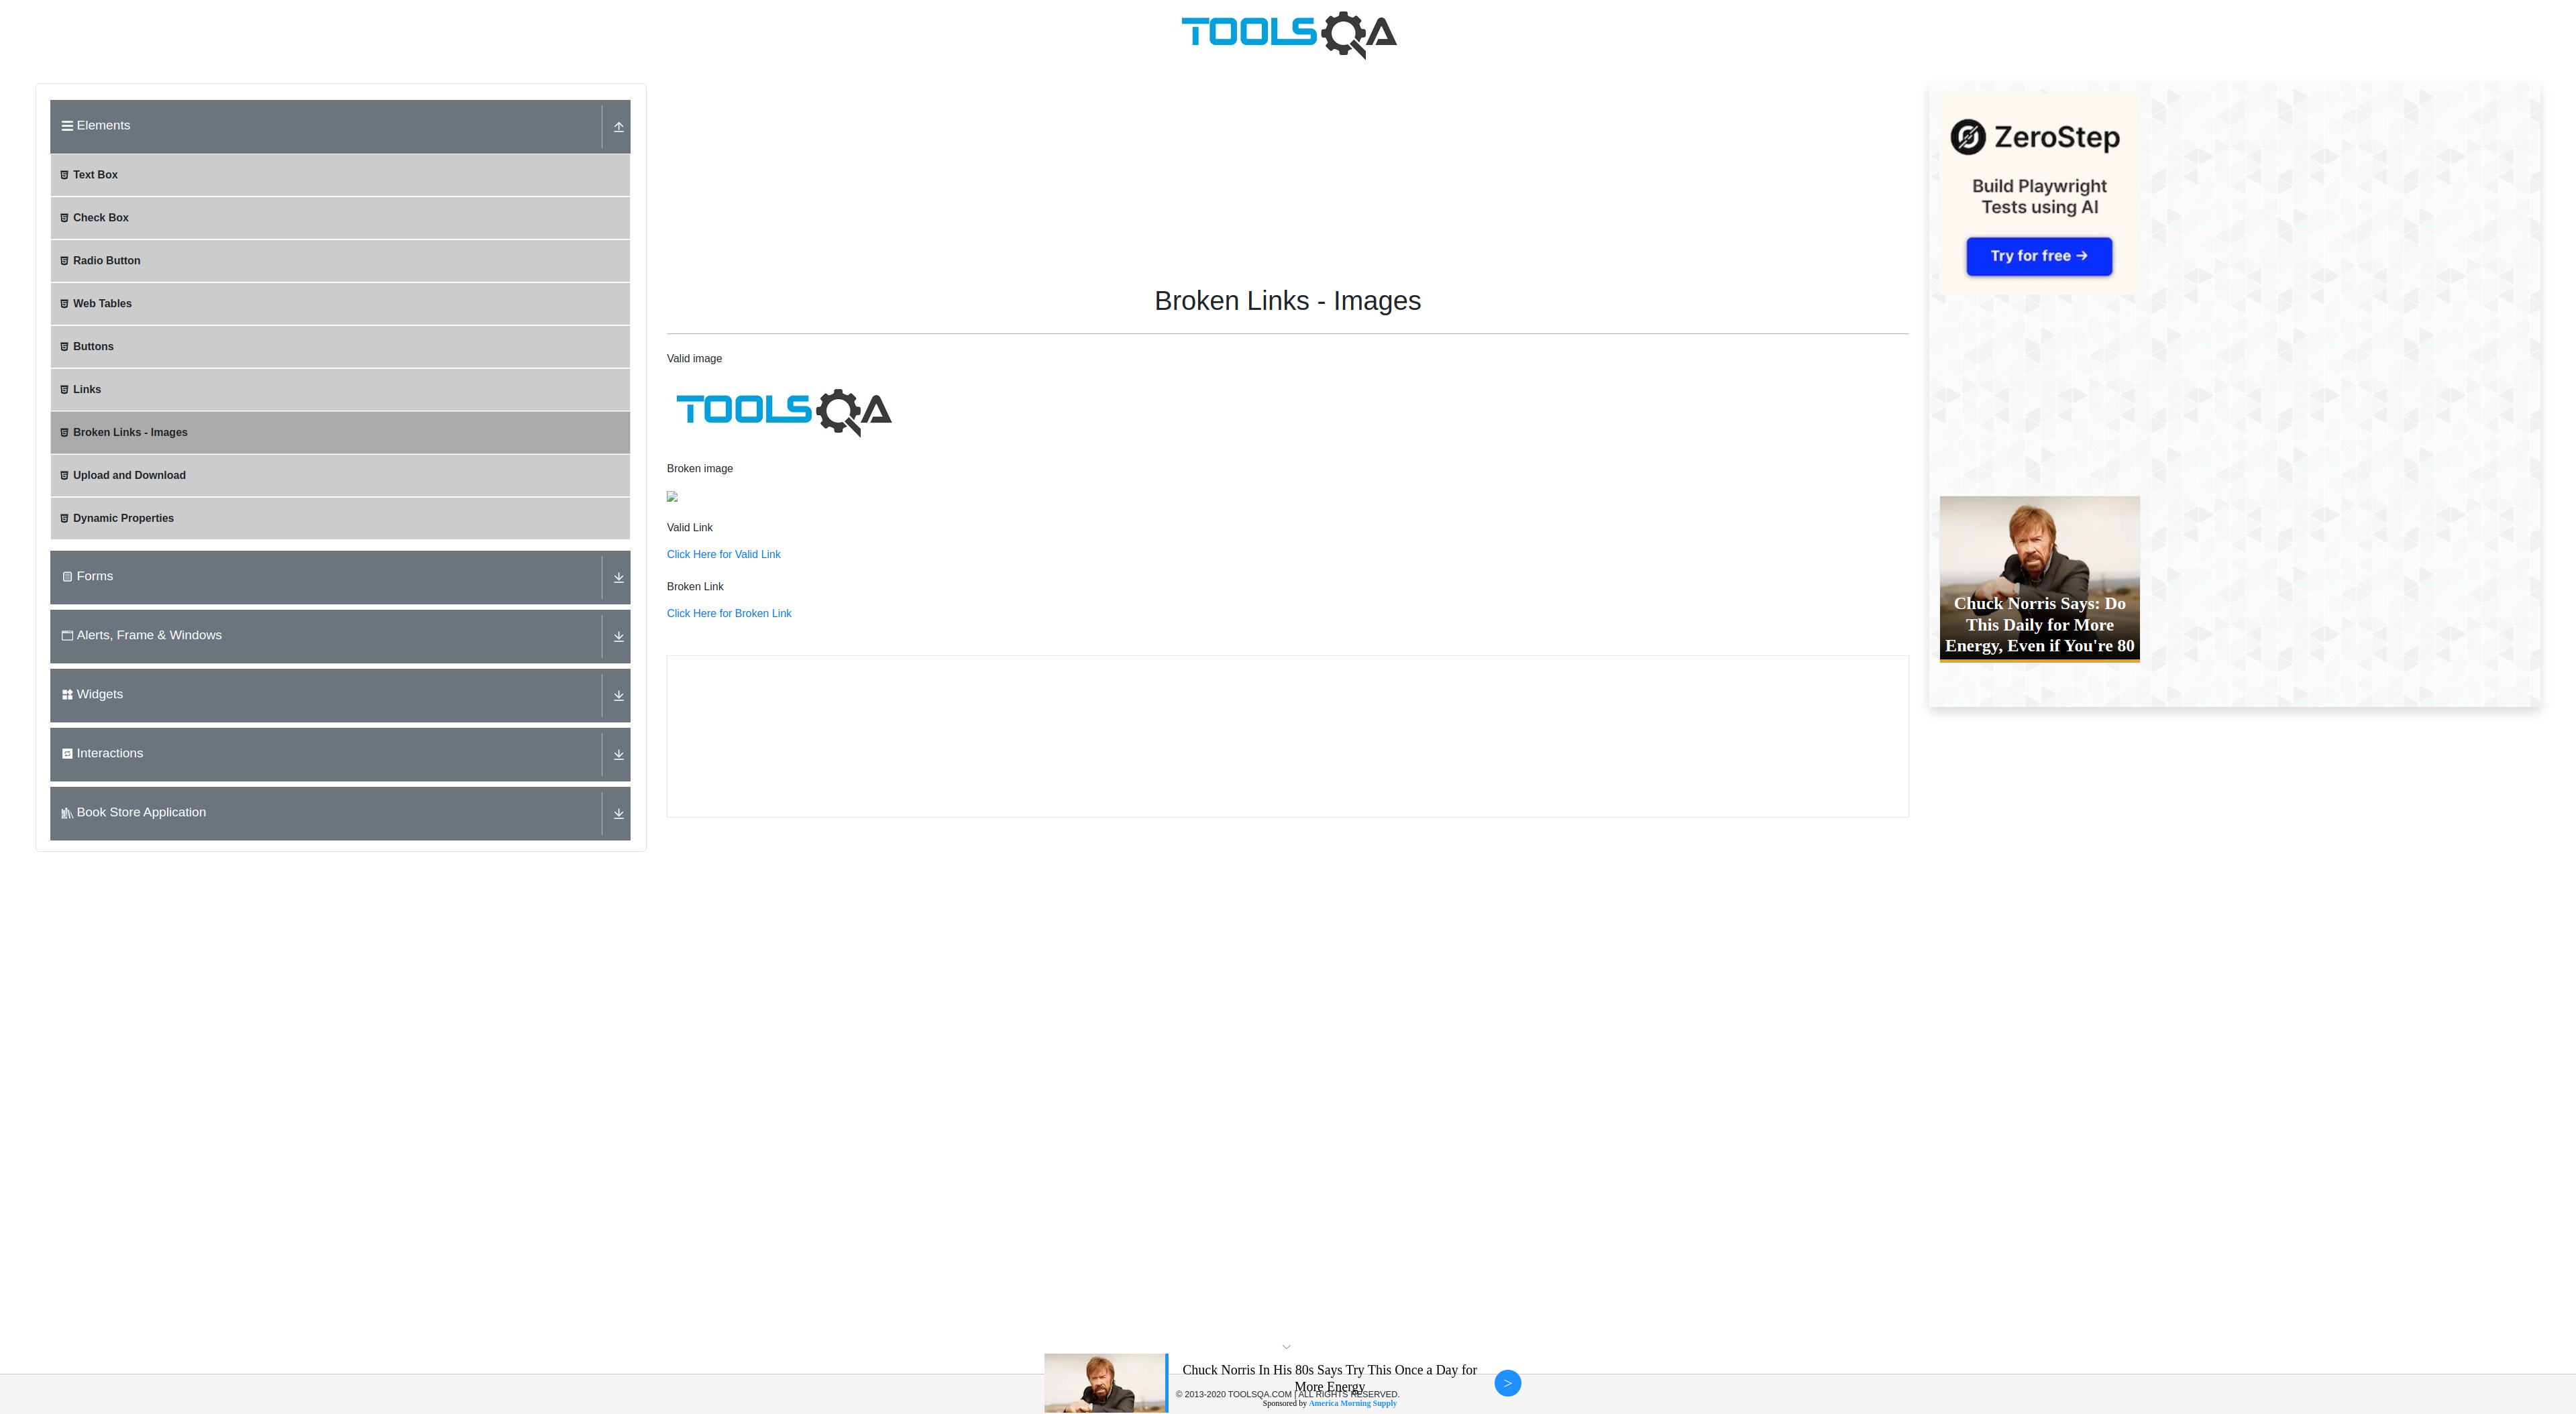 TOOLSQA
Elements
Text Box
Check Box
Radio Button
Web Tables
Buttons
Links
Broken Links - Images
Upload and Download
Dynamic Properties
Forms
Alerts, Frame & Windows
Widgets
Interactions
Book Store Application
Broken Links - Images
Valid image
TOOLSQA
Broken image
Valid Link
Click Here for Valid Link
Broken Link
Click Here for Broken Link
ZeroStep
Build Playwright
Tests using AI
Try for free →
Chuck Norris Says: Do
This Daily for More
Energy, Even if You're 80
Chuck Norris In His 80s Says Try This Once a Day for
More Energy
© 2013-2020 TOOLSQA.COM | ALL RIGHTS RESERVED.
Sponsored by America Morning Supply
>